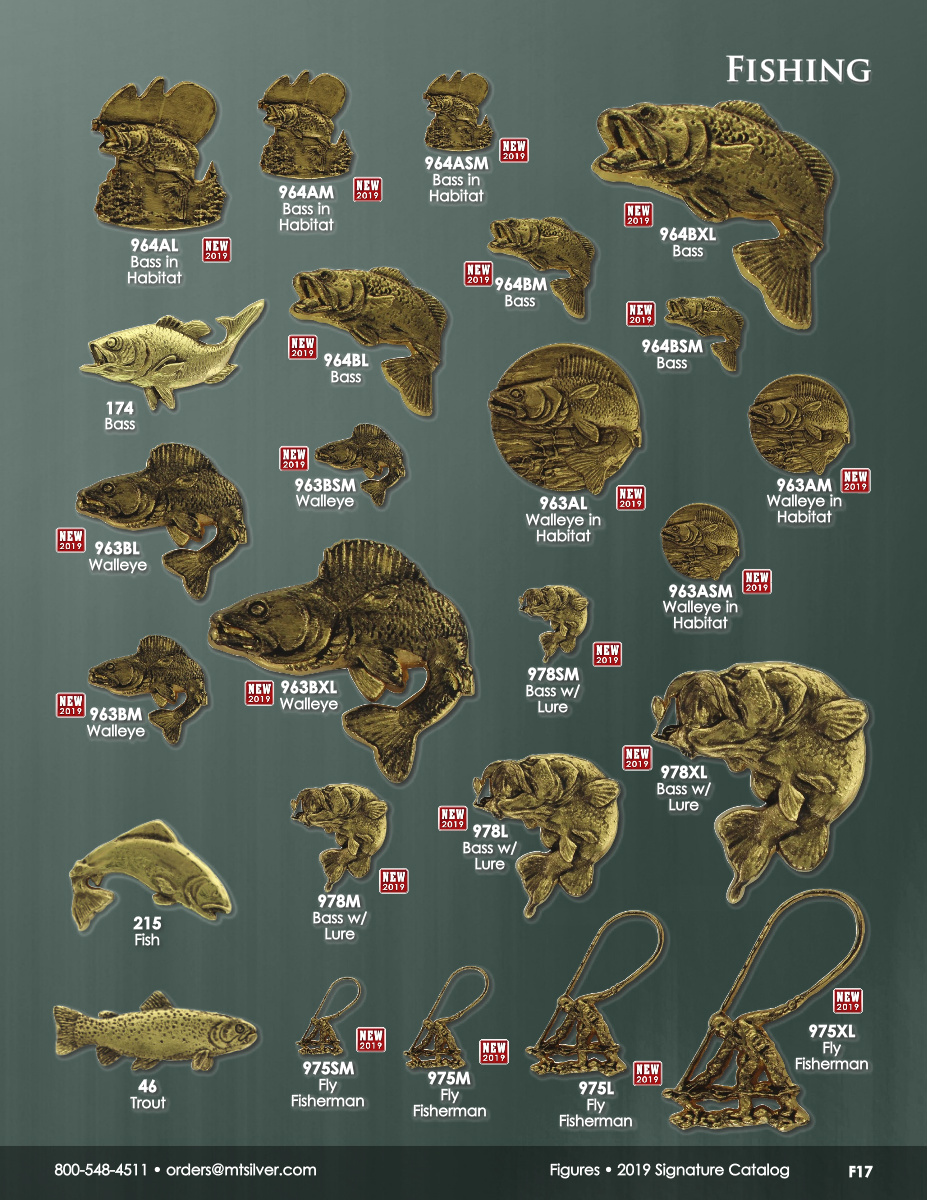 FISHING
964AL
Bass in
Habitat
NEW
2019
964AM
Bass in
Habitat
NEW
2019
964ASM
Bass in
Habitat
NEW
2019
NEW
2019
964BXL
Bass
NEW
2019
964BM
Bass
NEW
2019
964BL
Bass
NEW
2019
964BSM
Bass
174
Bass
NEW
2019
963BSM
Walleye
963AL
Walleye in
Habitat
NEW
2019
963AM
Walleye in
Habitat
NEW
2019
NEW
2019
963BL
Walleye
963ASM
Walleye in
Habitat
NEW
2019
NEW
2019
963BM
Walleye
NEW
2019
963BXL
Walleye
978SM
Bass w/
Lure
NEW
2019
NEW
2019
978XL
Bass w/
Lure
NEW
2019
978L
Bass w/
Lure
978M
Bass w/
Lure
NEW
2019
215
Fish
46
Trout
975SM
Fly
Fisherman
NEW
2019
975M
Fly
Fisherman
NEW
2019
975L
Fly
Fisherman
NEW
2019
NEW
2019
975XL
Fly
Fisherman
800-548-4511 • orders@mtsilver.com
Figures • 2019 Signature Catalog
F17